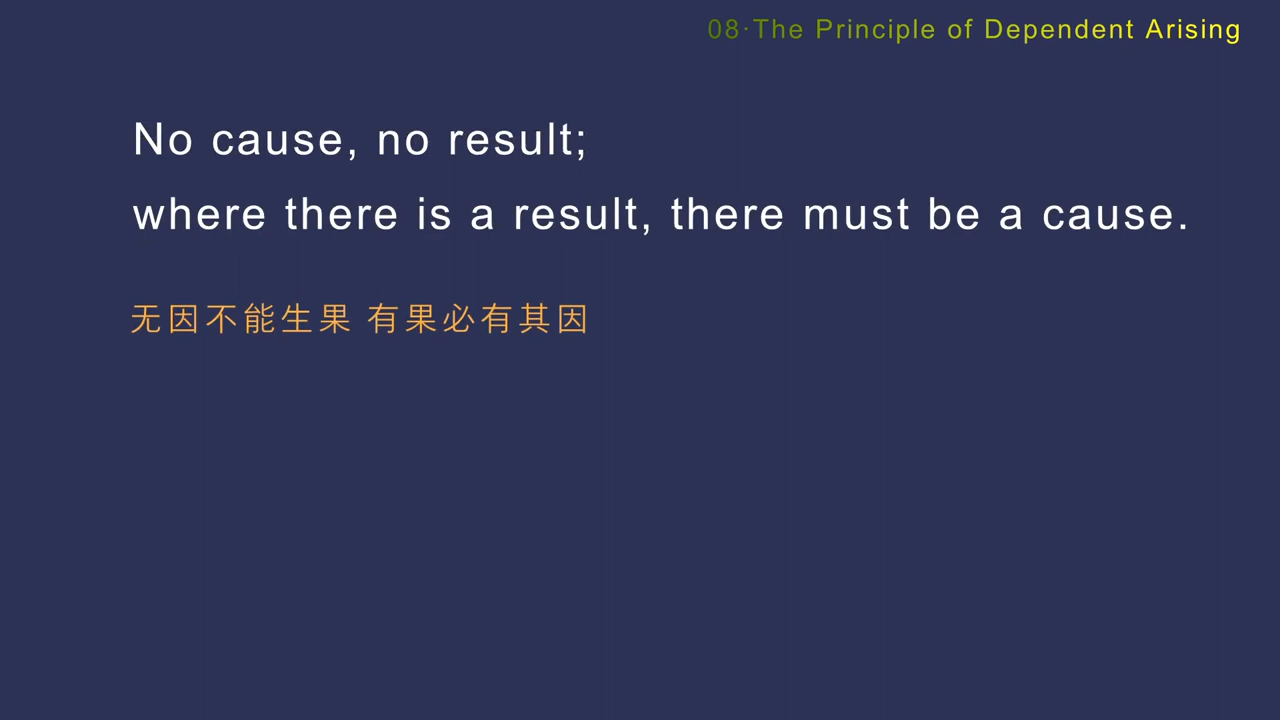 08·The Principle of Dependent Arising
No cause, no result;
where there is a result, there must be a cause.
无因不能生果 有果必有其因